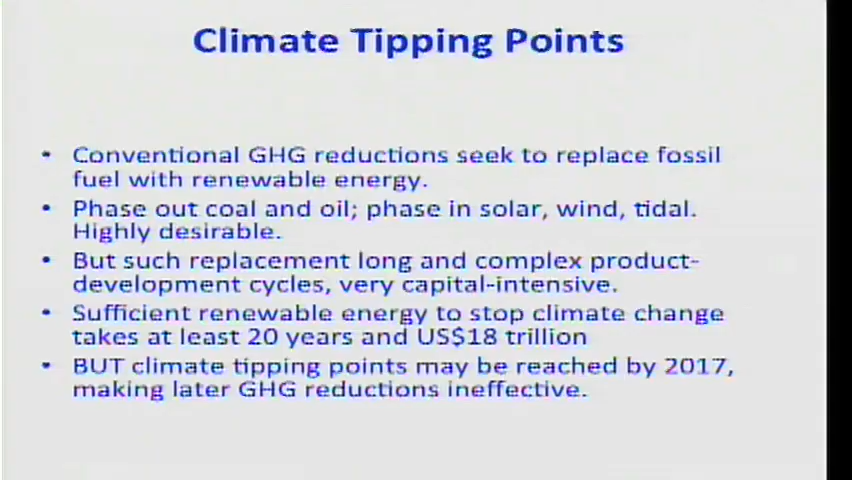 Climate Tipping Points
• Conventional GHG reductions seek to replace fossil
fuel with renewable energy.
• Phase out coal and oil; phase in solar, wind, tidal.
Highly desirable.
• But such replacement long and complex product-
development cycles, very capital-intensive.
• Sufficient renewable energy to stop climate change
takes at least 20 years and US$18 trillion
• BUT climate tipping points may be reached by 2017,
making later GHG reductions ineffective.